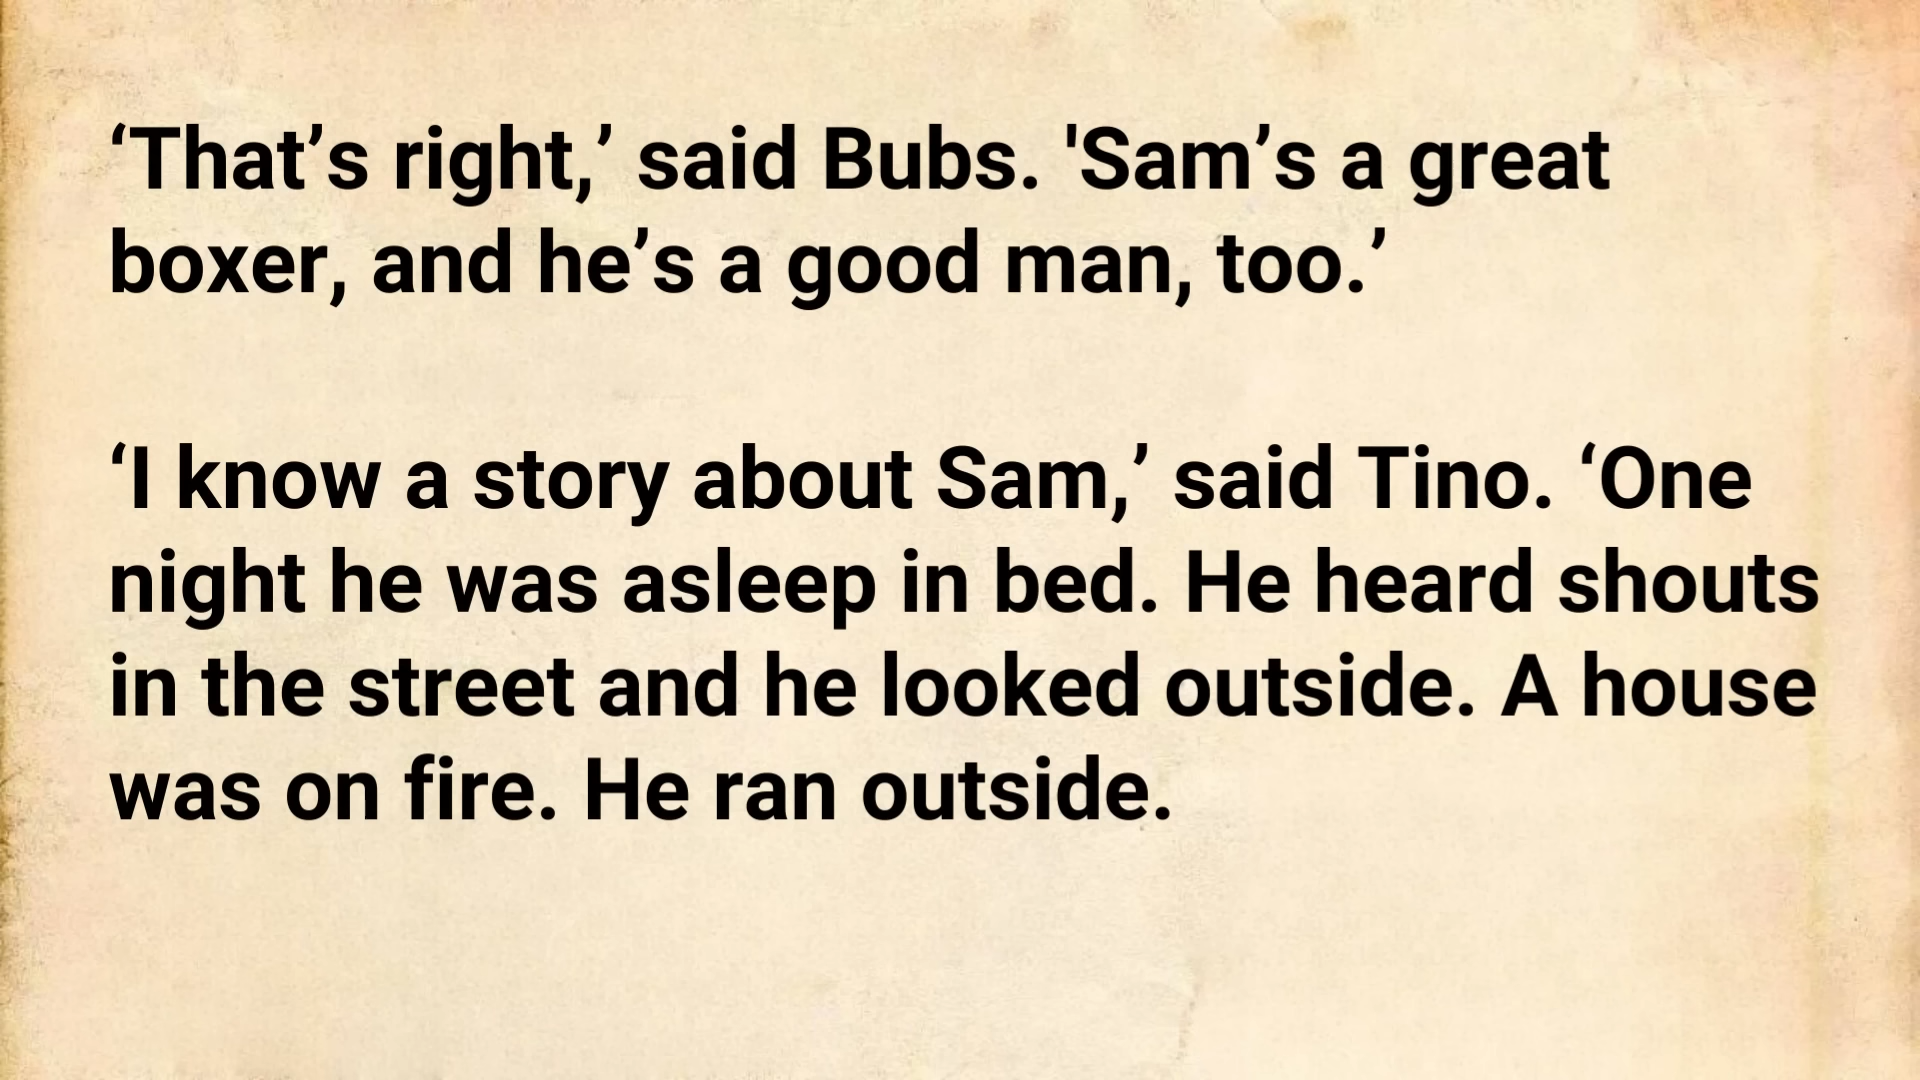 ‘That’s right,’ said Bubs. 'Sam’s a great
boxer, and he’s a good man, too.’
‘I know a story about Sam,’ said Tino. ‘One
night he was asleep in bed. He heard shouts
in the street and he looked outside. A house
was on fire. He ran outside.